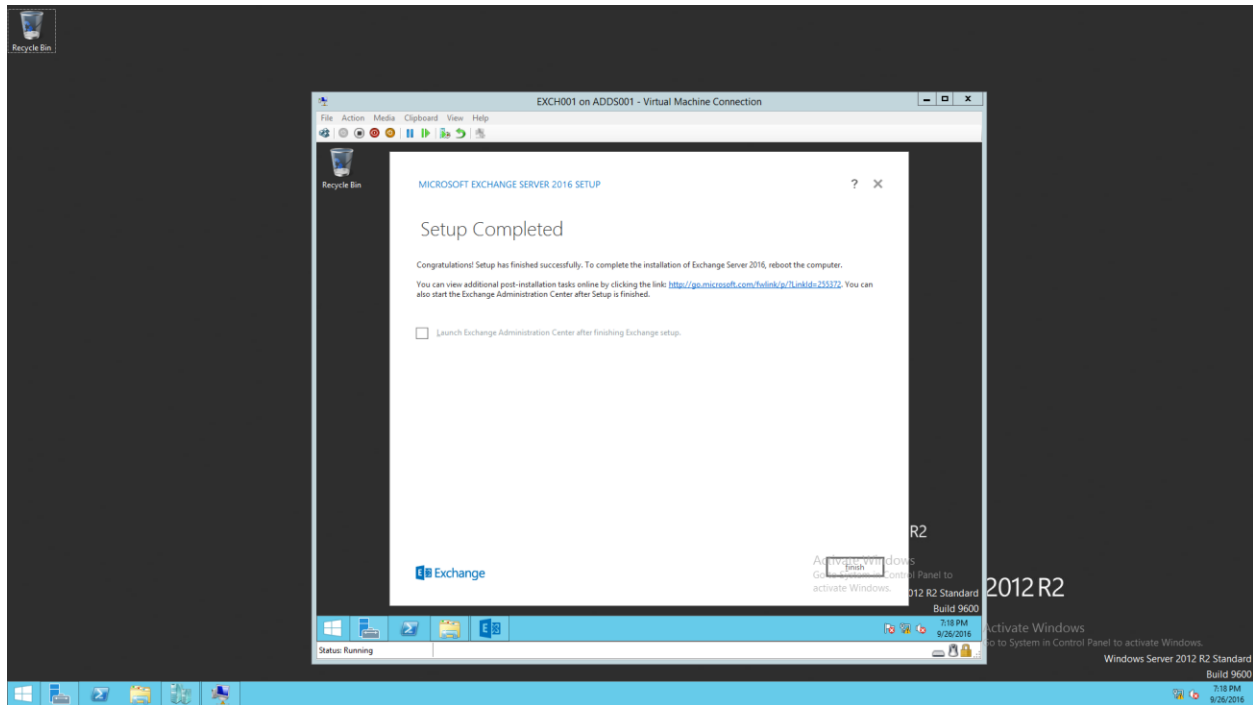 Recycle Bin
EXCH001 on ADDS001 - Virtual Machine Connection
File Action Media Clipboard View Help
Recycle Bin
MICROSOFT EXCHANGE SERVER 2016 SETUP
Setup Completed
Congratulations! Setup has finished successfully. To complete the installation of Exchange Server 2016, reboot the computer.
You can view additional post-installation tasks online by clicking the link: http://go.microsoft.com/fwlink/p/?LinkId=255372. You can
also start the Exchange Administration Center after Setup is finished.
Launch Exchange Administration Center after finishing Exchange setup.
R2
Activate Windows
Go to System in Control Panel to
activate Windows.
finish
Exchange
012 R2 Standard
Build 9600
7:18 PM
9/26/2016
Status: Running
2012 R2
Activate Windows
Go to System in Control Panel to activate Windows.
Windows Server 2012 R2 Standard
Build 9600
7:18 PM
9/26/2016